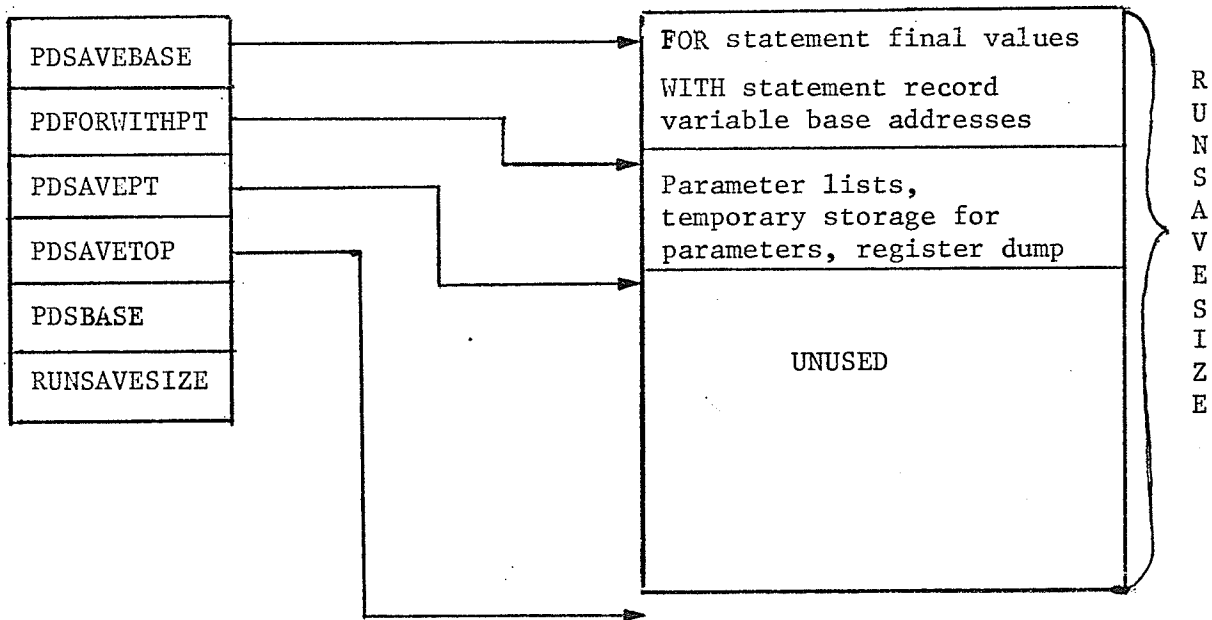 PDSAVEBASE
PDFORWITHPT
PDSAVEPT
PDSAVETOP
PDSBASE
RUNSAVESIZE
FOR statement final values
WITH statement record
variable base addresses
Parameter lists,
temporary storage for
parameters, register dump
UNUSED
R
U
N
S
A
V
E
S
I
Z
E